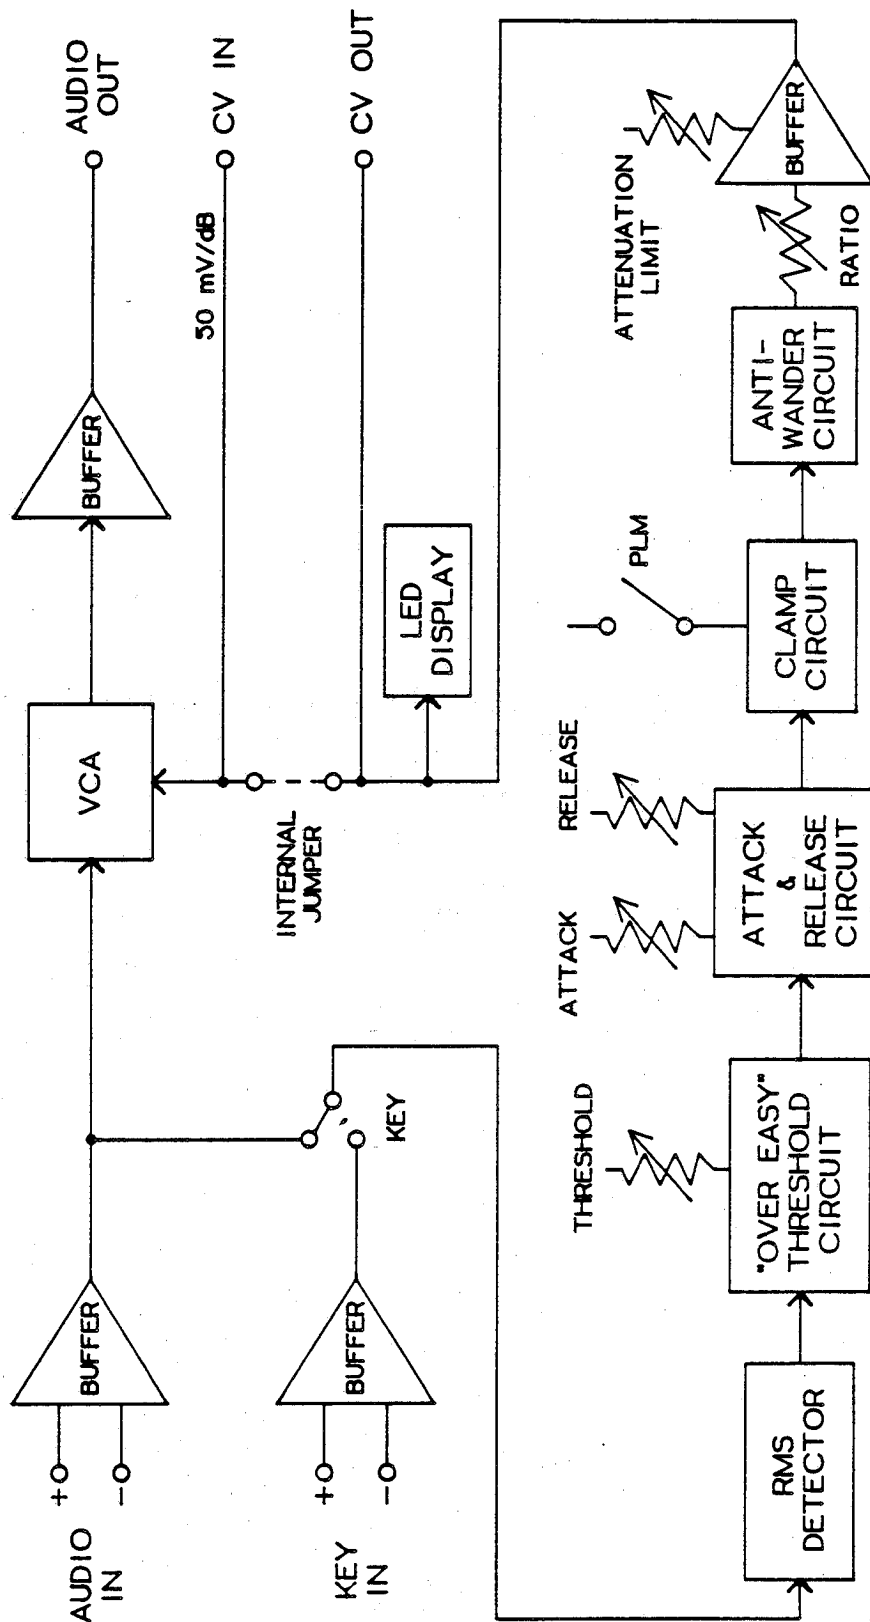 AUDIO
IN
+
-
BUFFER
VCA
BUFFER
AUDIO
OUT
50 mV/dB
CV IN
KEY
IN
+
-
BUFFER
KEY
INTERNAL
JUMPER
LED
DISPLAY
CV OUT
THRESHOLD
ATTACK
RELEASE
PLM
ATTENUATION
LIMIT
RMS
DETECTOR
"OVER EASY"
THRESHOLD
CIRCUIT
ATTACK
&
RELEASE
CIRCUIT
CLAMP
CIRCUIT
ANTI-
WANDER
CIRCUIT
RATIO
BUFFER